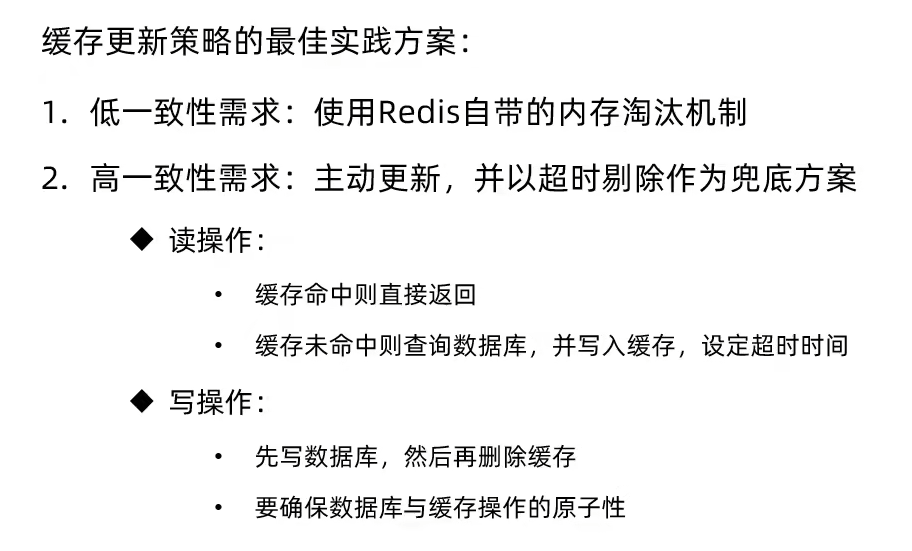 缓存更新策略的最佳实践方案：
1. 低一致性需求：使用Redis自带的内存淘汰机制
2. 高一致性需求：主动更新，并以超时剔除作为兜底方案
◆ 读操作：
• 缓存命中则直接返回
• 缓存未命中则查询数据库，并写入缓存，设定超时时间
◆ 写操作：
• 先写数据库，然后再删除缓存
• 要确保数据库与缓存操作的原子性